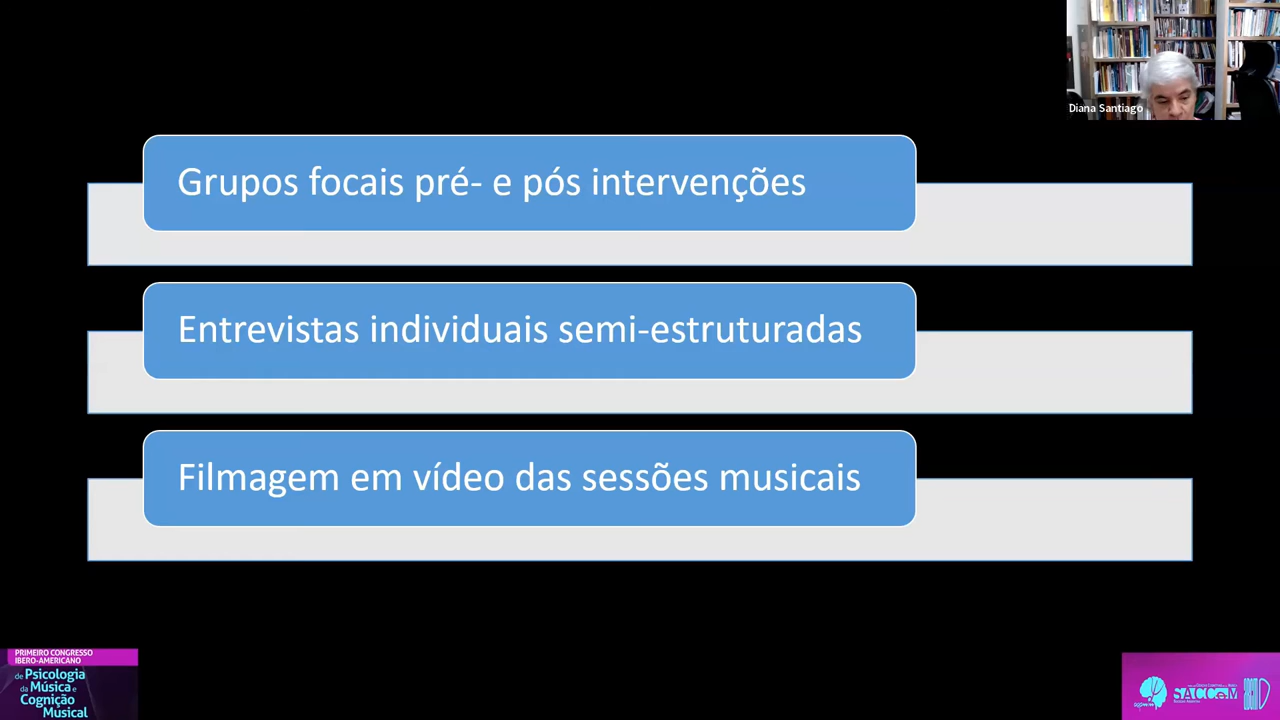 Diana Santiago
Grupos focais pré- e pós intervenções
Entrevistas individuais semi-estruturadas
Filmagem em vídeo das sessões musicais
PRIMEIRO CONGRESSO
IBERO-AMERICANO
de Psicologia
da Música e
Cognição
Musical
SACCoM